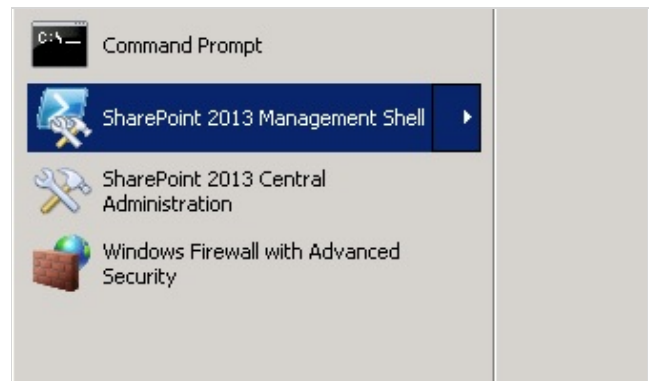 C:\
Command Prompt
SharePoint 2013 Management Shell
SharePoint 2013 Central
Administration
Windows Firewall with Advanced
Security